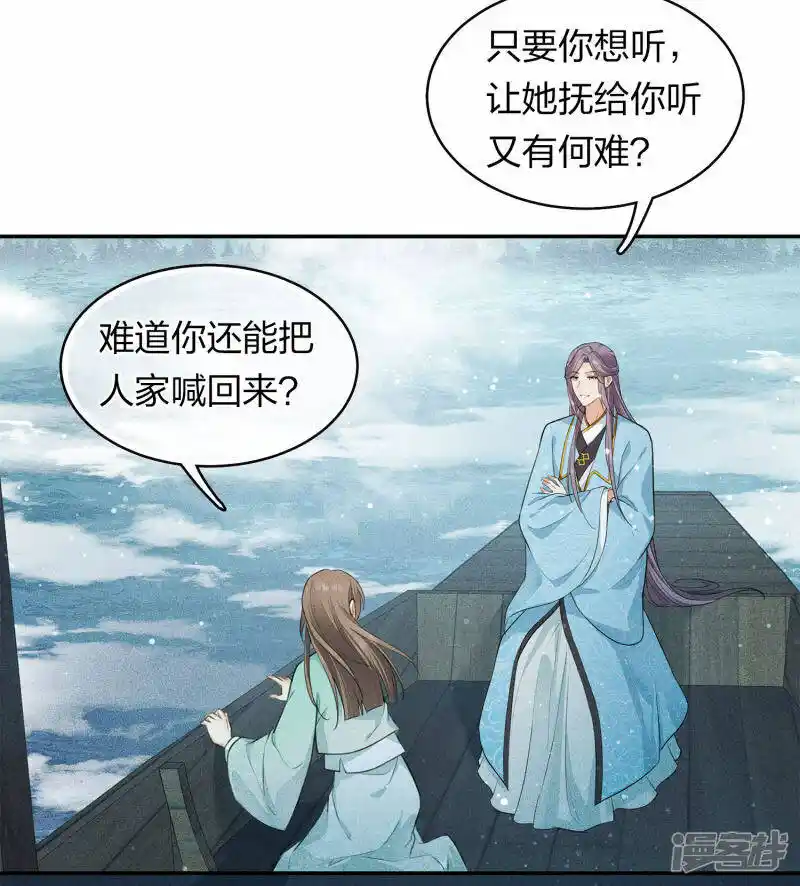 只要你想听，
让她抚给你听
又有何难？
难道你还能把
人家喊回来？
漫客栈